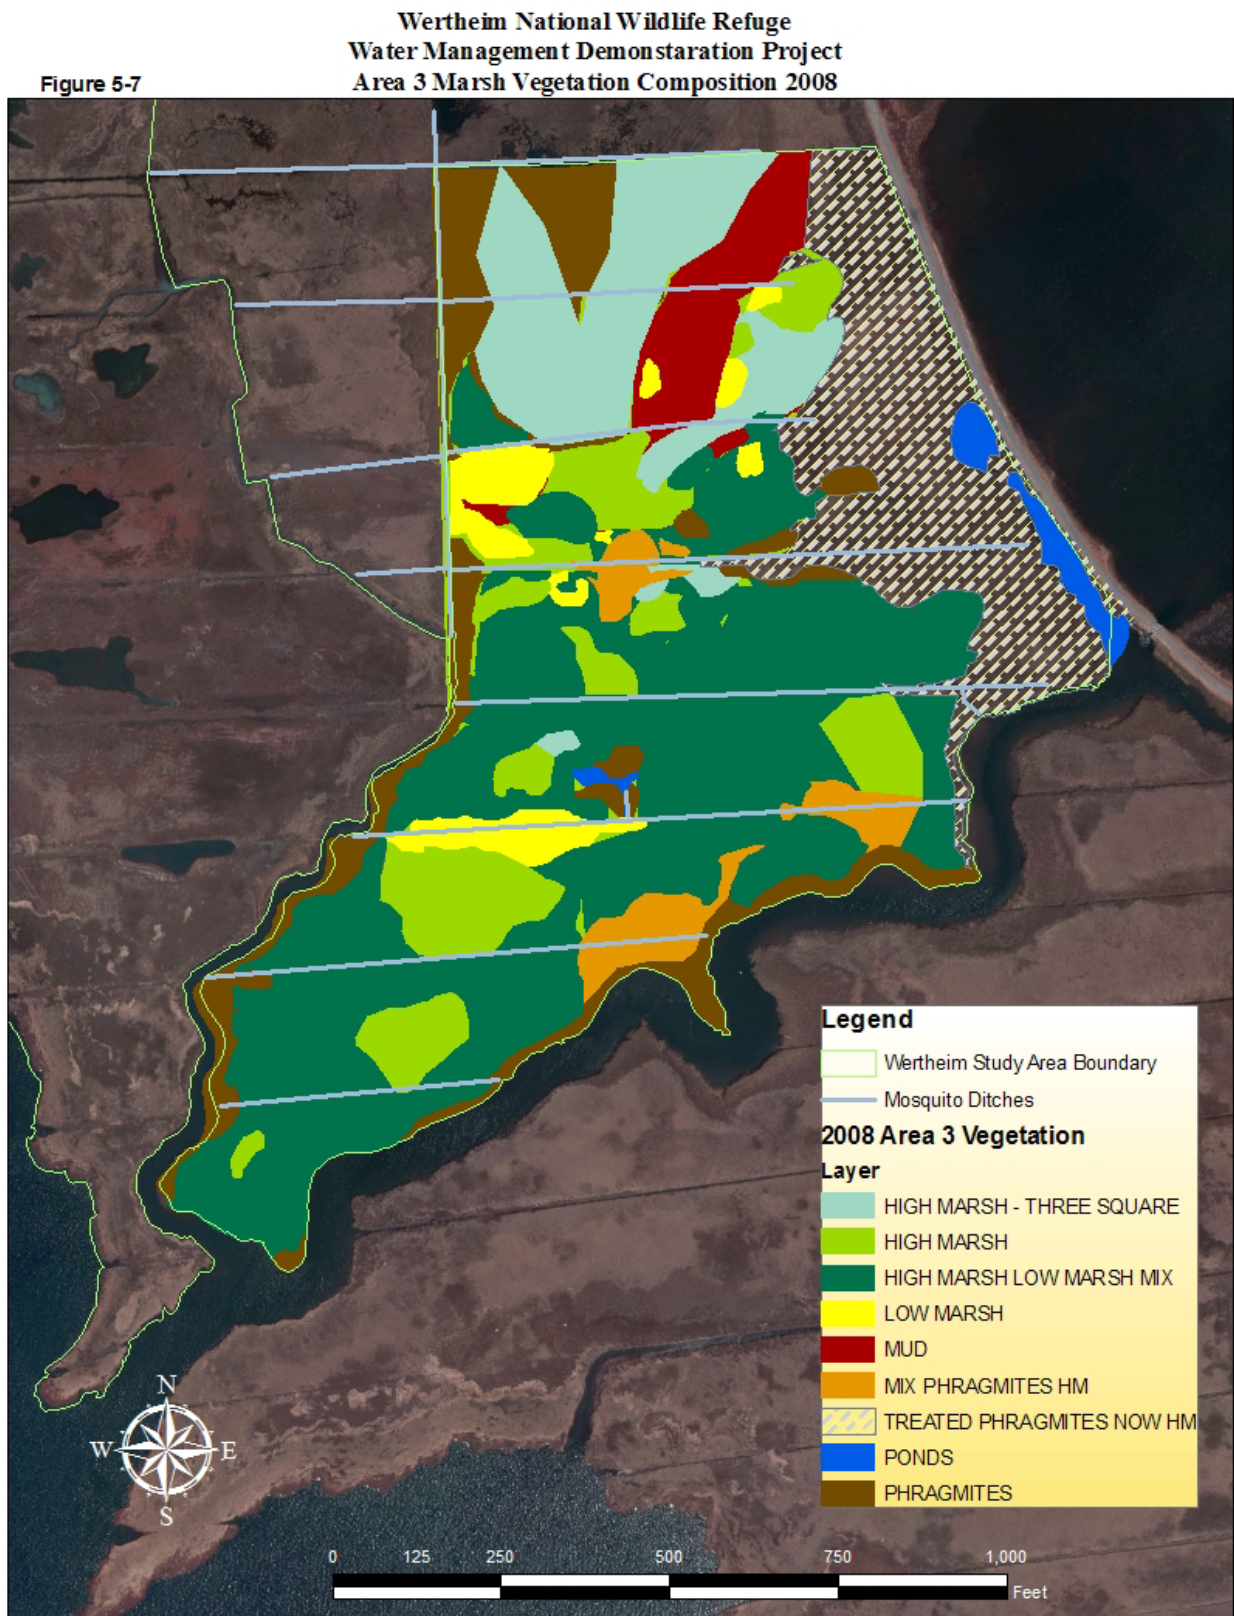 Wertheim National Wildlife Refuge
Water Management Demonstaration Project
Figure 5-7
Area 3 Marsh Vegetation Composition 2008
Legend
Wertheim Study Area Boundary
Mosquito Ditches
2008 Area 3 Vegetation
Layer
HIGH MARSH - THREE SQUARE
HIGH MARSH
HIGH MARSH LOW MARSH MIX
LOW MARSH
MUD
MIX PHRAGMITES HM
TREATED PHRAGMITES NOW HM
PONDS
PHRAGMITES
N
W E
S
0 125 250 500 750 1,000
Feet